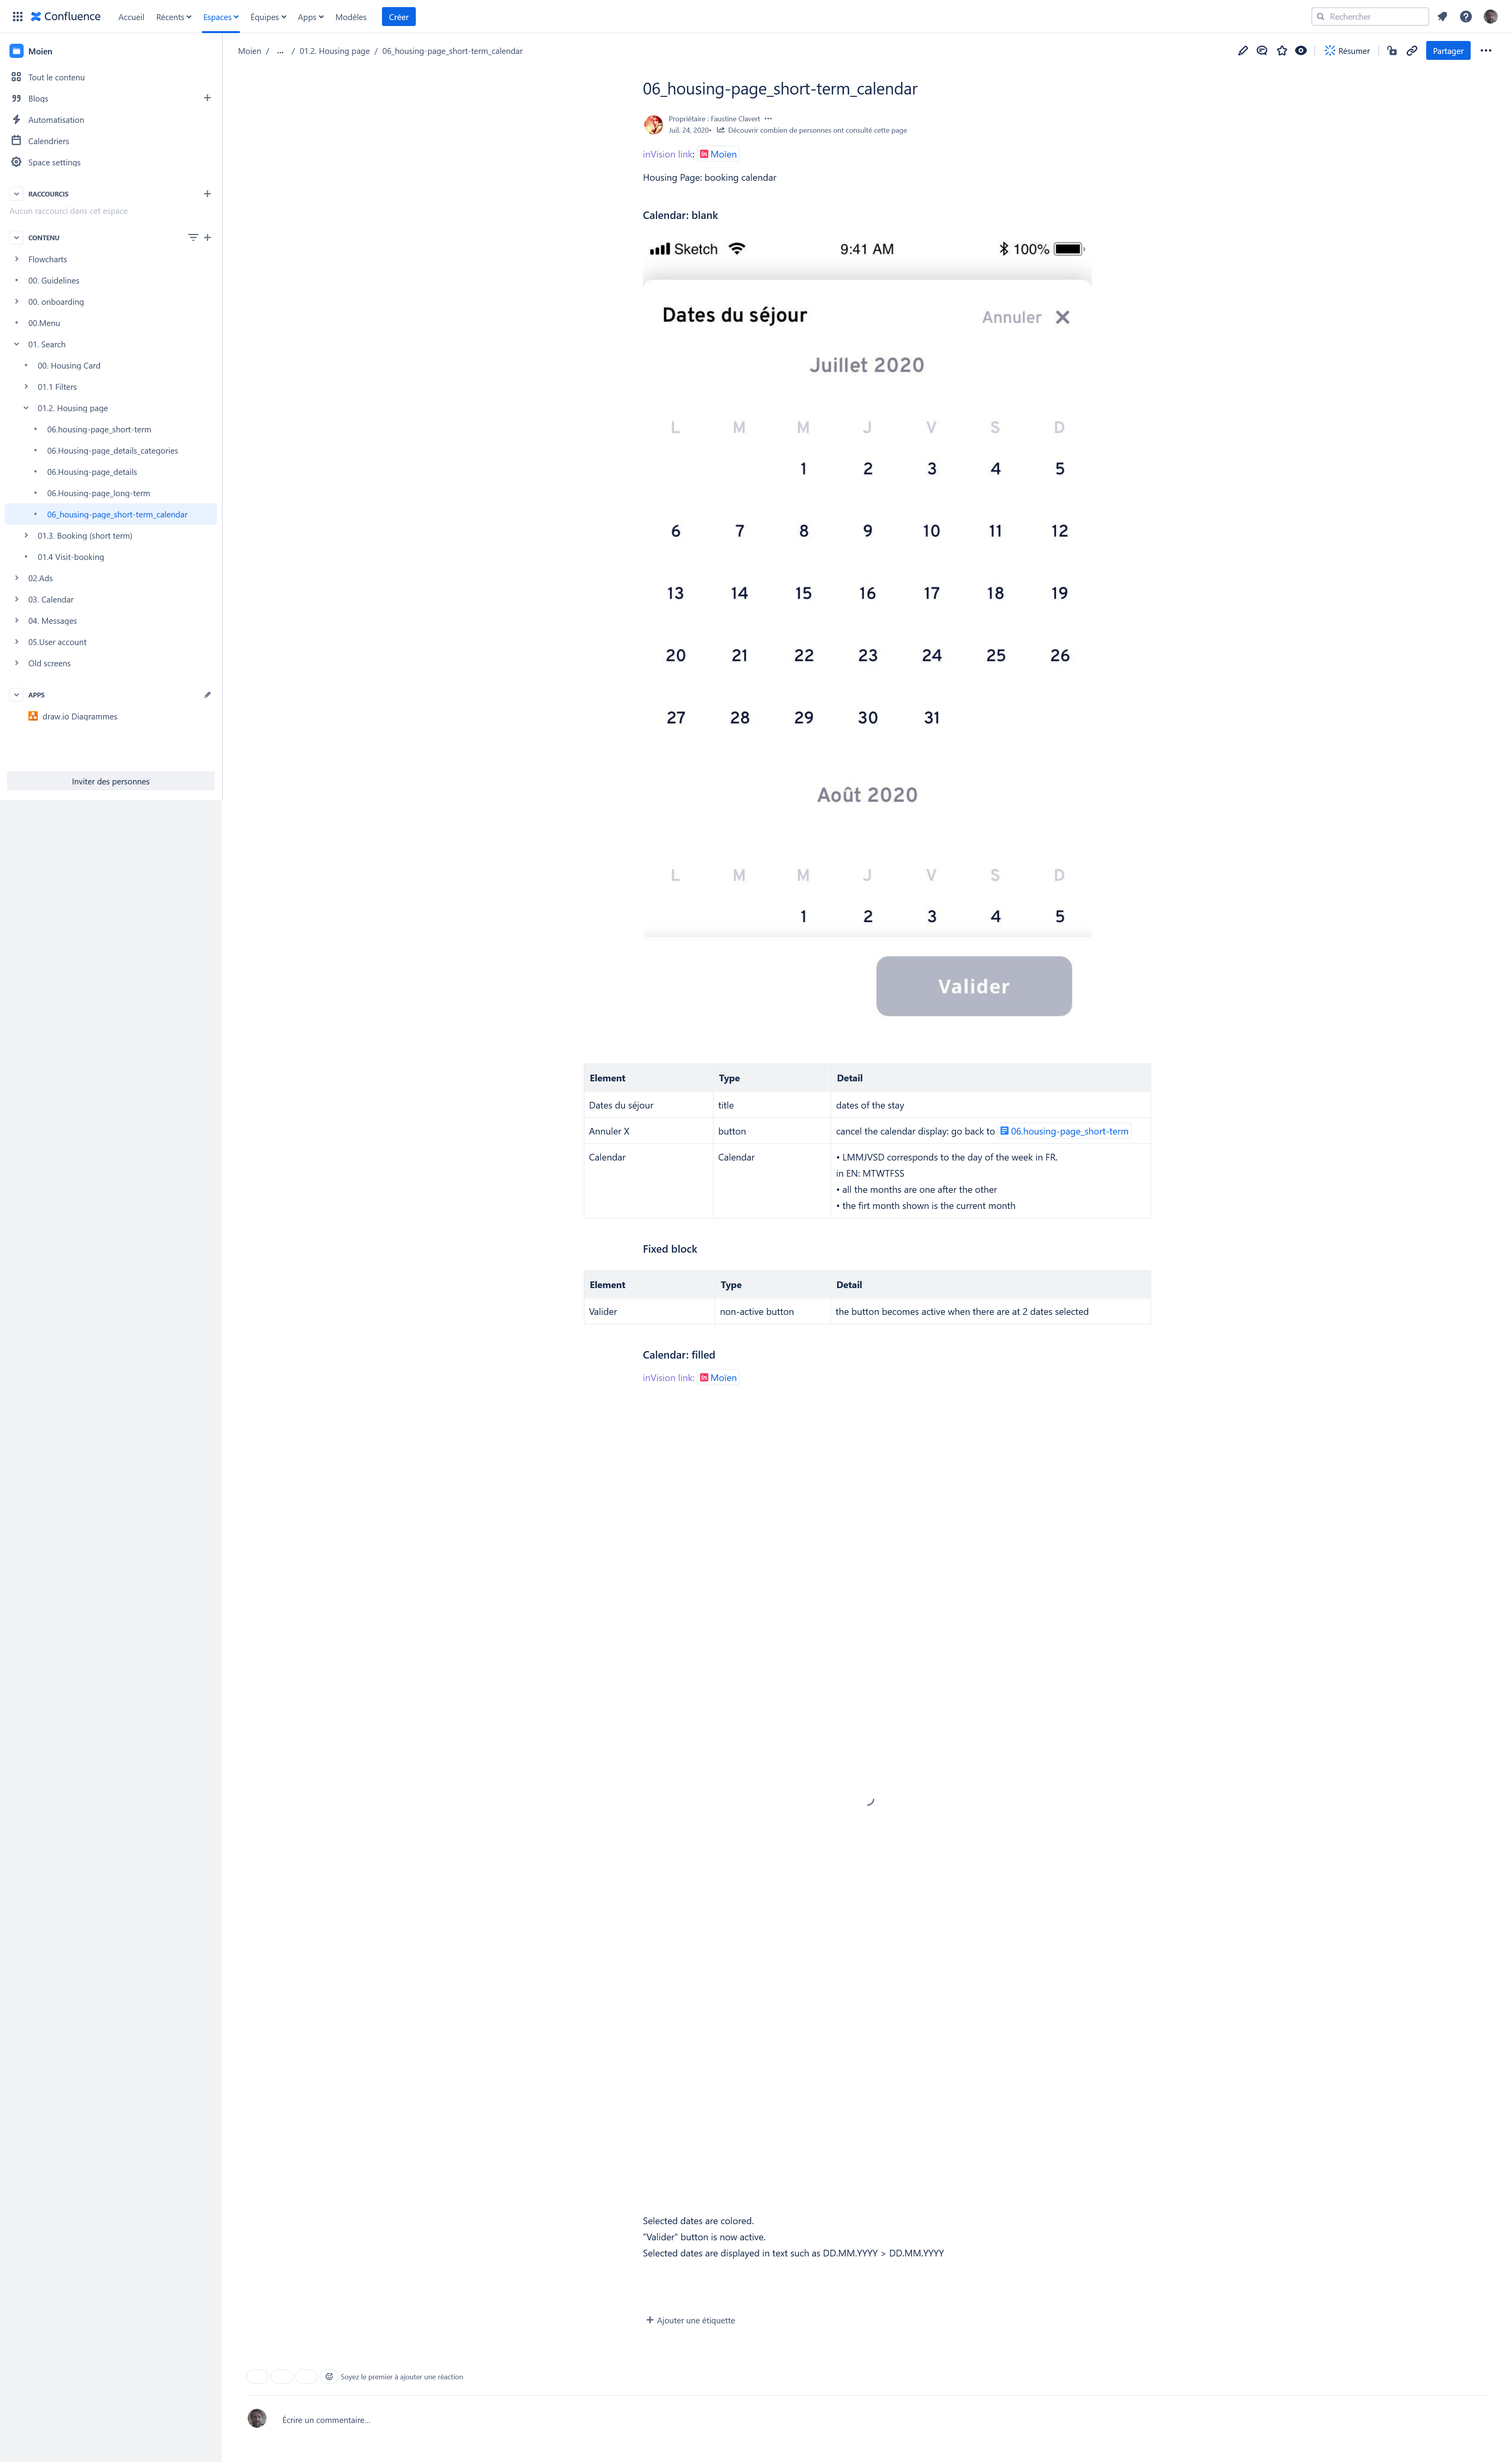 Confluence Accueil Récents Espaces Équipes Apps Modèles Créer Rechercher
Moien
Tout le contenu
Blogs
Automatisation
Calendriers
Space settings
RACCOURCIS
Aucun raccourci dans cet espace
CONTENU
Flowcharts
00. Guidelines
00. onboarding
00.Menu
01. Search
00. Housing Card
01.1 Filters
01.2. Housing page
06.housing-page_short-term
06.Housing-page_details_categories
06.Housing-page_details
06.Housing-page_long-term
06_housing-page_short-term_calendar
01.3. Booking (short term)
01.4 Visit-booking
02.Ads
03. Calendar
04. Messages
05.User account
Old screens
APPS
draw.io Diagrammes
Inviter des personnes
Moien / ... / 01.2. Housing page / 06_housing-page_short-term_calendar
Résumer Partager
06_housing-page_short-term_calendar
Propriétaire : Faustine Clavert
Juil. 24, 2020• Découvrir combien de personnes ont consulté cette page
inVision link: in Moïen
Housing Page: booking calendar
Calendar: blank
Sketch 9:41 AM 100%
Dates du séjour Annuler X
Juillet 2020
L M M J V S D
1 2 3 4 5
6 7 8 9 10 11 12
13 14 15 16 17 18 19
20 21 22 23 24 25 26
27 28 29 30 31
Août 2020
L M M J V S D
1 2 3 4 5
Valider
Element Type Detail
Dates du séjour title dates of the stay
Annuler X button cancel the calendar display: go back to 06.housing-page_short-term
Calendar Calendar • LMMJVSD corresponds to the day of the week in FR.
in EN: MTWTFSS
• all the months are one after the other
• the firt month shown is the current month
Fixed block
Element Type Detail
Valider non-active button the button becomes active when there are at 2 dates selected
Calendar: filled
inVision link: in Moïen
Selected dates are colored.
“Valider” button is now active.
Selected dates are displayed in text such as DD.MM.YYYY > DD.MM.YYYY
Ajouter une étiquette
Soyez le premier à ajouter une réaction
Écrire un commentaire...